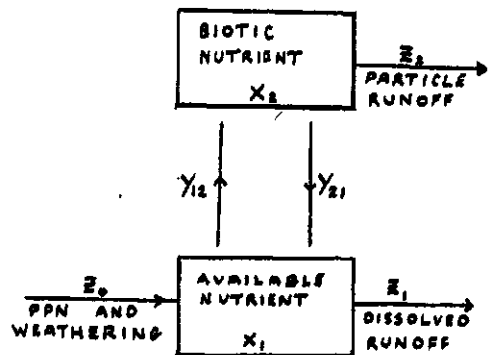 BIOTIC
NUTRIENT
X₂
z₂
PARTICLE
RUNOFF
y₁₂
y₂₁
z₀
PPN AND
WEATHERING
AVAILABLE
NUTRIENT
X₁
z₁
DISSOLVED
RUNOFF